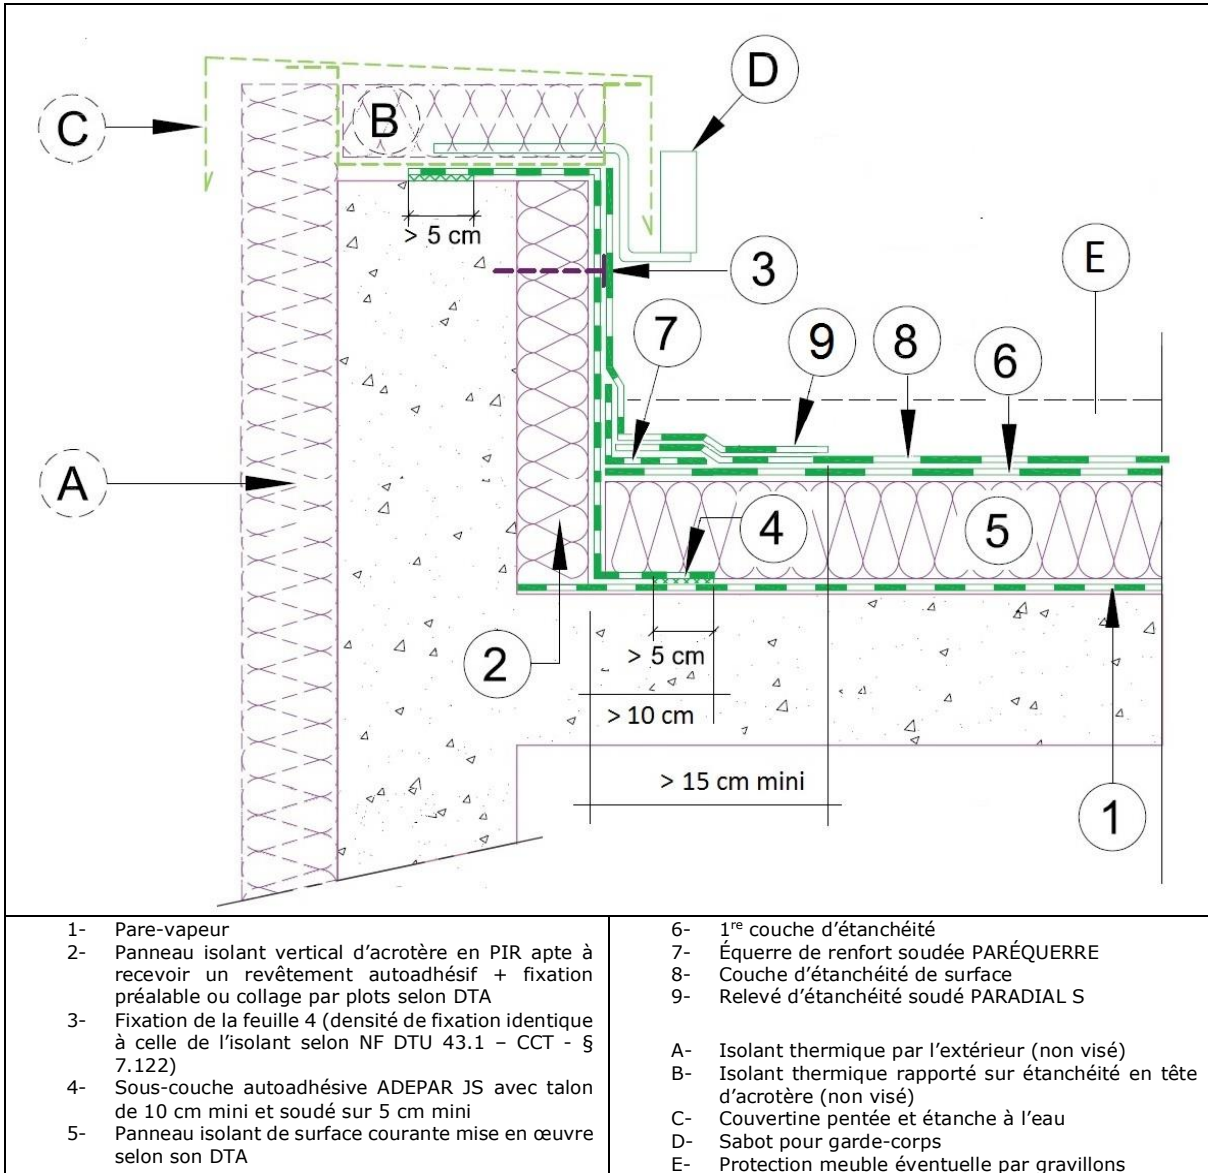 D
C
B
> 5 cm
3
E
7
9
8
6
A
4
5
2
> 5 cm
> 10 cm
> 15 cm mini
1
1- Pare-vapeur
2- Panneau isolant vertical d’acrotère en PIR apte à
recevoir un revêtement autoadhésif + fixation
préalable ou collage par plots selon DTA
3- Fixation de la feuille 4 (densité de fixation identique
à celle de l’isolant selon NF DTU 43.1 – CCT - §
7.122)
4- Sous-couche autoadhésive ADEPAR JS avec talon
de 10 cm mini et soudé sur 5 cm mini
5- Panneau isolant de surface courante mise en œuvre
selon son DTA
6- 1re couche d’étanchéité
7- Équerre de renfort soudée PARÉQUERRE
8- Couche d’étanchéité de surface
9- Relevé d’étanchéité soudé PARADIAL S
A- Isolant thermique par l’extérieur (non visé)
B- Isolant thermique rapporté sur étanchéité en tête
d’acrotère (non visé)
C- Couvertine pentée et étanche à l’eau
D- Sabot pour garde-corps
E- Protection meuble éventuelle par gravillons